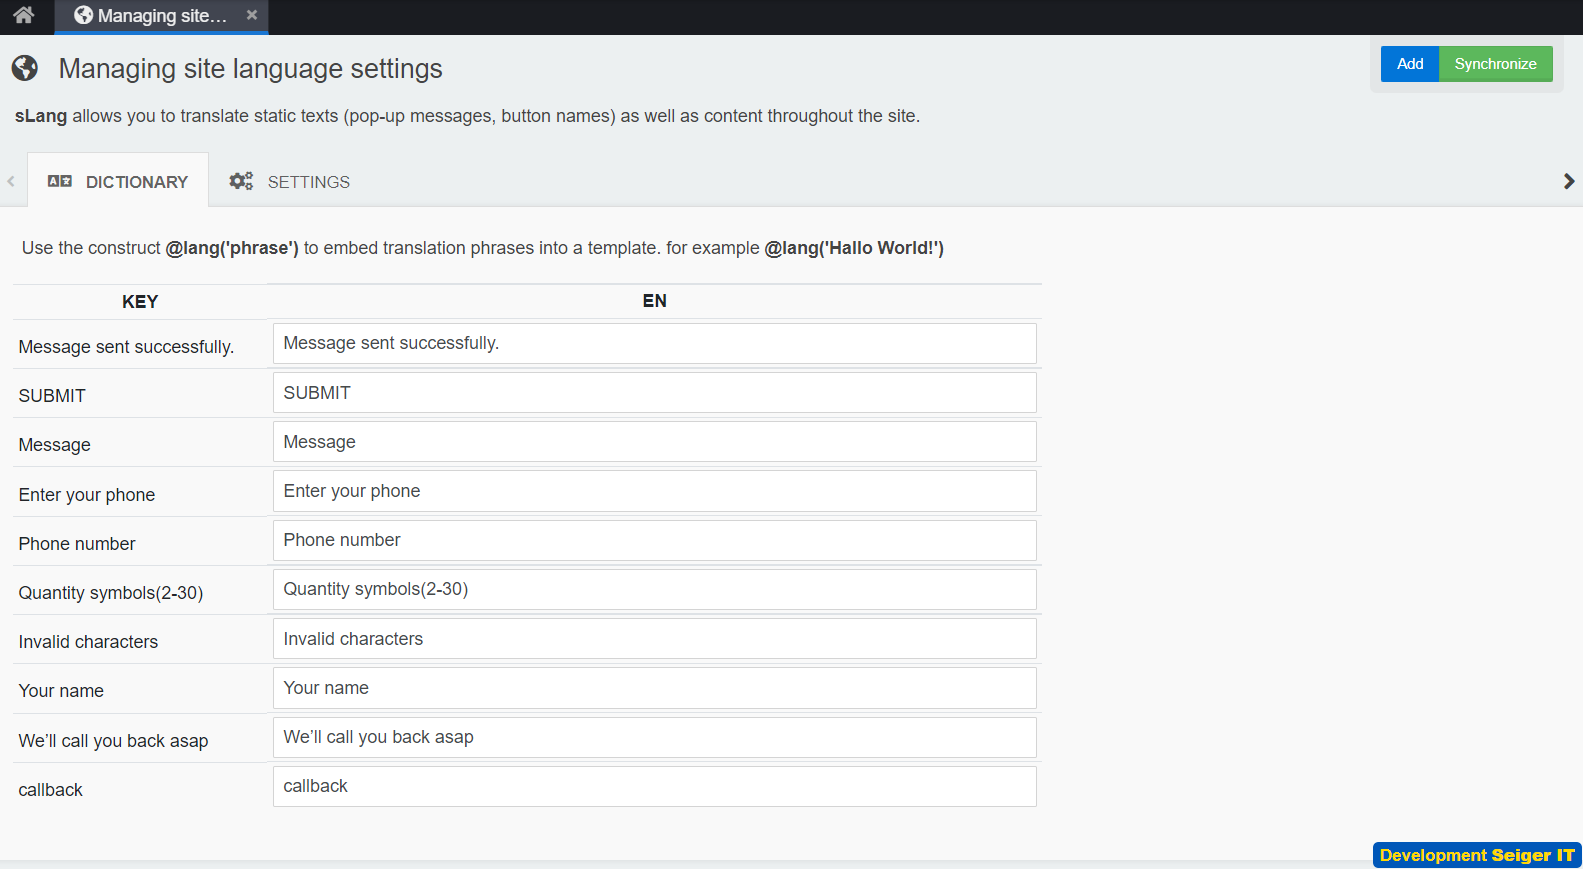 Managing site...
Managing site language settings
Add Synchronize
sLang allows you to translate static texts (pop-up messages, button names) as well as content throughout the site.
DICTIONARY SETTINGS
Use the construct @lang('phrase') to embed translation phrases into a template. for example @lang('Hallo World!')
KEY EN
Message sent successfully. Message sent successfully.
SUBMIT SUBMIT
Message Message
Enter your phone Enter your phone
Phone number Phone number
Quantity symbols(2-30) Quantity symbols(2-30)
Invalid characters Invalid characters
Your name Your name
We’ll call you back asap We’ll call you back asap
callback callback
Development Seiger IT